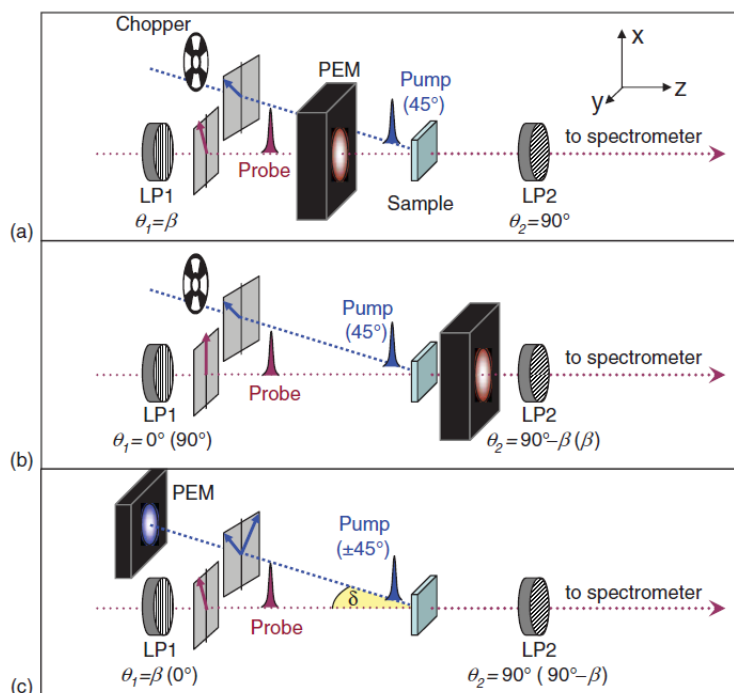 Chopper
PEM
Pump
(45°)
x
y
z
to spectrometer
Probe
LP1
Sample
LP2
θ₁=β
θ₂=90°
(a)
Pump
(45°)
to spectrometer
Probe
LP1
LP2
θ₁=0° (90°)
θ₂=90°-β (β)
(b)
PEM
Pump
(±45°)
δ
to spectrometer
Probe
LP1
LP2
θ₁=β(0°)
θ₂=90° ( 90°-β)
(c)